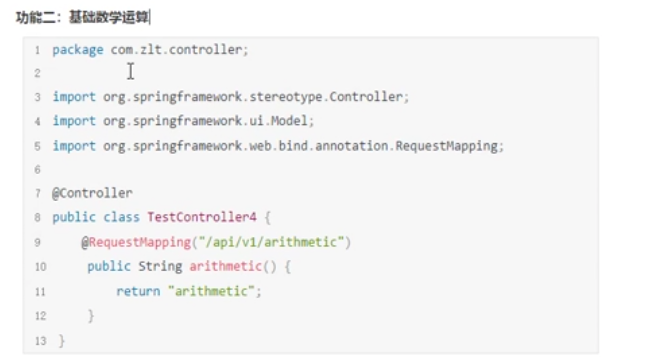 功能二：基础数学运算
1 package com.zlt.controller;
2
3 import org.springframework.stereotype.Controller;
4 import org.springframework.ui.Model;
5 import org.springframework.web.bind.annotation.RequestMapping;
6
7 @Controller
8 public class TestController4 {
9     @RequestMapping("/api/v1/arithmetic")
10     public String arithmetic() {
11         return "arithmetic";
12     }
13 }